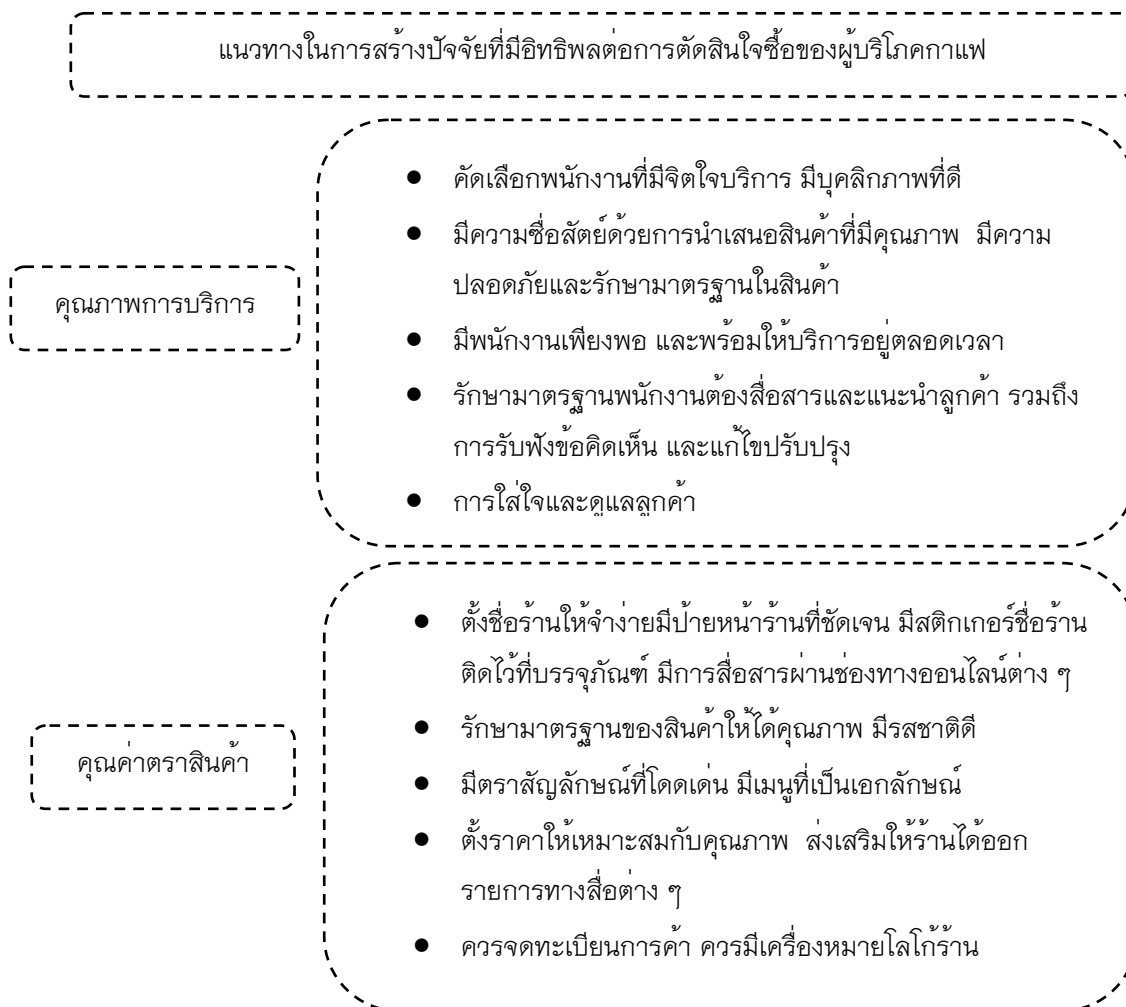 แนวทางในการสร้างปัจจัยที่มีอิทธิพลต่อการตัดสินใจซื้อของผู้บริโภคกาแฟ
คุณภาพการบริการ
● คัดเลือกพนักงานที่มีจิตใจบริการ มีบุคลิกภาพที่ดี
● มีความซื่อสัตย์ด้วยการนำเสนอสินค้าที่มีคุณภาพ มีความ
ปลอดภัยและรักษามาตรฐานในสินค้า
● มีพนักงานเพียงพอ และพร้อมให้บริการอยู่ตลอดเวลา
● รักษามาตรฐานพนักงานต้องสื่อสารและแนะนำลูกค้า รวมถึง
การรับฟังข้อคิดเห็น และแก้ไขปรับปรุง
● การใส่ใจและดูแลลูกค้า
คุณค่าตราสินค้า
● ตั้งชื่อร้านให้จำง่ายมีป้ายหน้าร้านที่ชัดเจน มีสติกเกอร์ชื่อร้าน
ติดไว้ที่บรรจุภัณฑ์ มีการสื่อสารผ่านช่องทางออนไลน์ต่าง ๆ
● รักษามาตรฐานของสินค้าให้ได้คุณภาพ มีรสชาติดี
● มีตราสัญลักษณ์ที่โดดเด่น มีเมนูที่เป็นเอกลักษณ์
● ตั้งราคาให้เหมาะสมกับคุณภาพ ส่งเสริมให้ร้านได้ออก
รายการทางสื่อต่าง ๆ
● ควรจดทะเบียนการค้า ควรมีเครื่องหมายโลโก้ร้าน